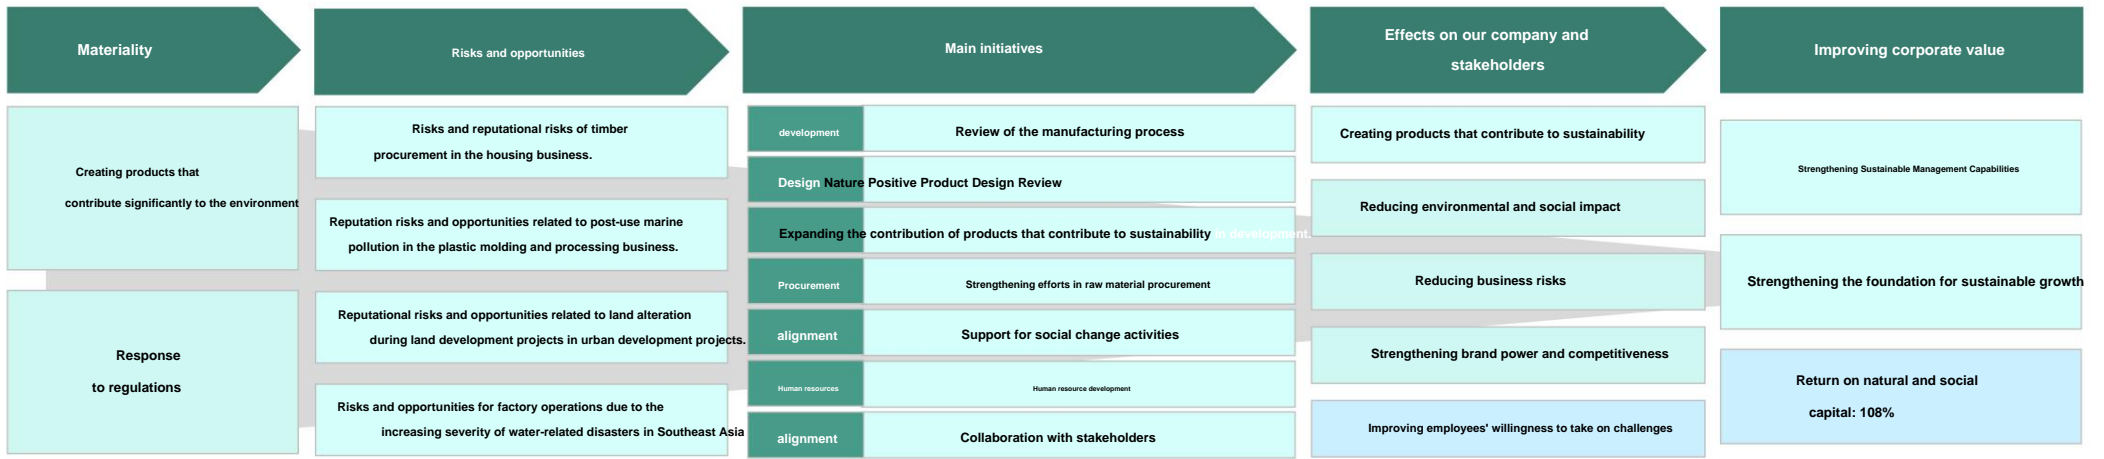 Materiality
Risks and opportunities
Main initiatives
Effects on our company and
stakeholders
Improving corporate value
Creating products that
contribute significantly to the environment
Response
to regulations
Risks and reputational risks of timber
procurement in the housing business.
Reputation risks and opportunities related to post-use marine
pollution in the plastic molding and processing business.
Reputational risks and opportunities related to land alteration
during land development projects in urban development projects.
Risks and opportunities for factory operations due to the
increasing severity of water-related disasters in Southeast Asia
development Review of the manufacturing process
Design Nature Positive Product Design Review
Expanding the contribution of products that contribute to sustainability in development.
Procurement Strengthening efforts in raw material procurement
alignment Support for social change activities
Human resources Human resource development
alignment Collaboration with stakeholders
Creating products that contribute to sustainability
Reducing environmental and social impact
Reducing business risks
Strengthening brand power and competitiveness
Improving employees' willingness to take on challenges
Strengthening Sustainable Management Capabilities
Strengthening the foundation for sustainable growth
Return on natural and social
capital: 108%